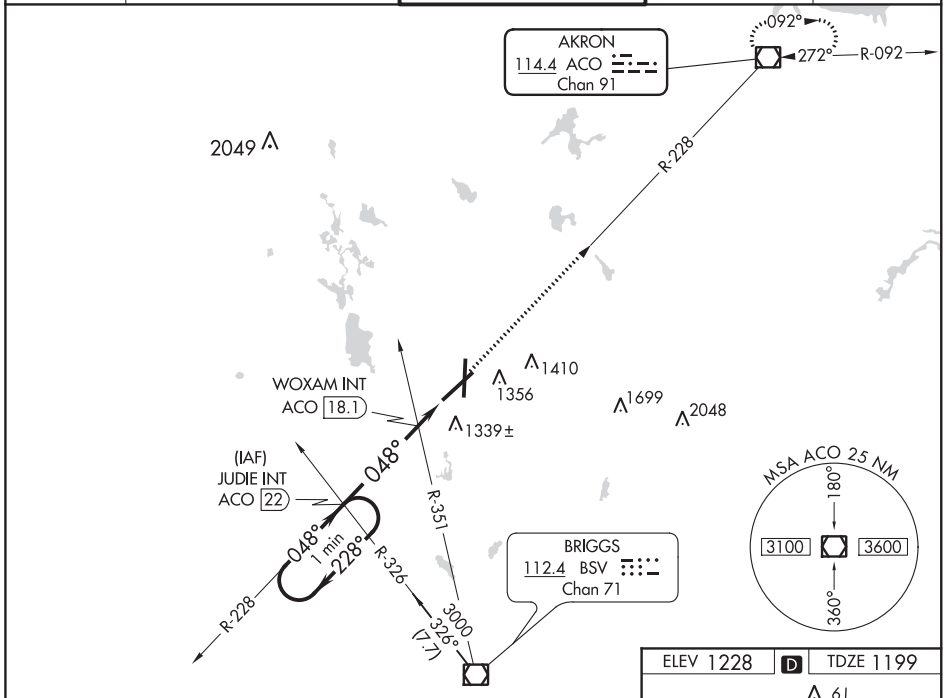 092°
272°
R-092
AKRON
114.4 ACO
Chan 91
R-228
2049
1410
1356
1699
2048
1339±
WOXAM INT
ACO 18.1
048°
(IAF)
JUDIE INT
ACO 22
R-351
048°
1 min
228°
R-326
R-228
3000
326°
(7.7)
BRIGGS
112.4 BSV
Chan 71
MSA ACO 25 NM
180°
3100
3600
360°
ELEV 1228 D TDZE 1199